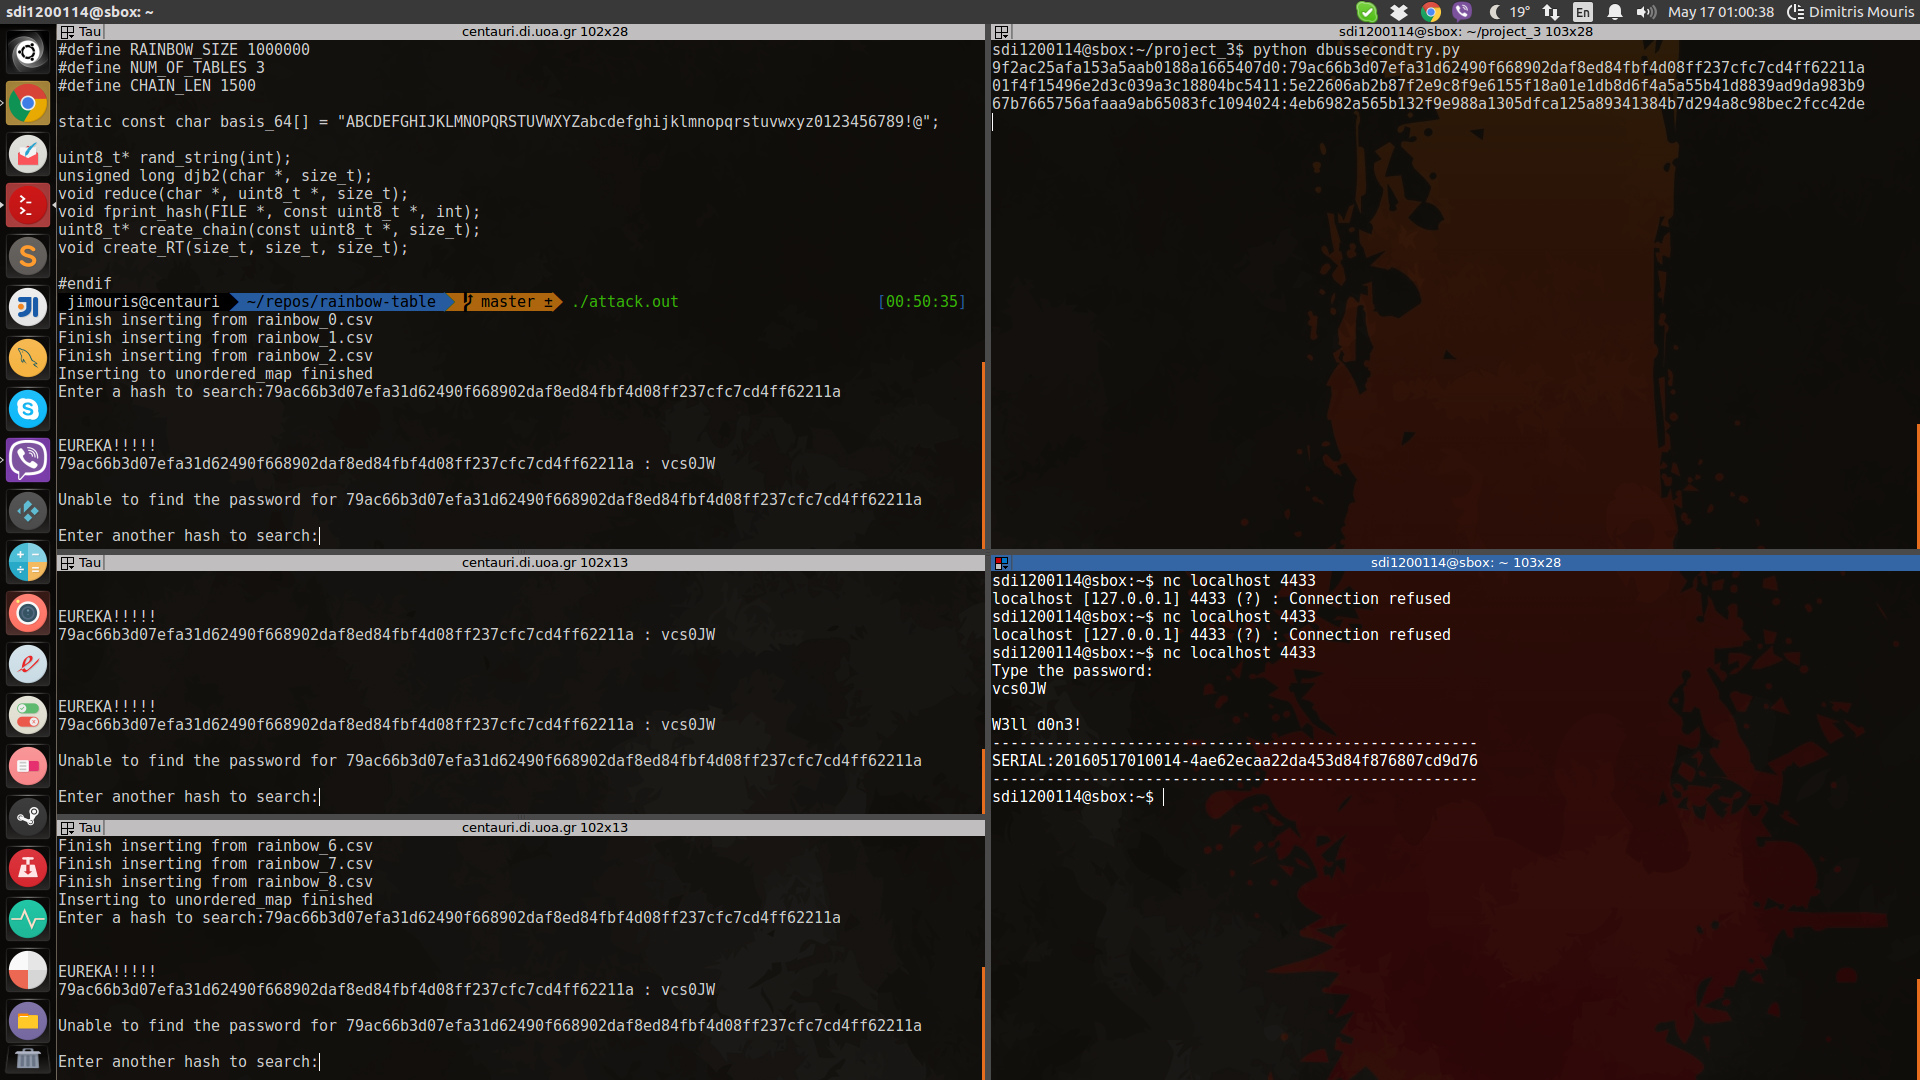 sdi1200114@sbox: ~
19°
En
May 17 01:00:38
Dimitris Mouris
Tau
centauri.di.uoa.gr 102x28
#define RAINBOW_SIZE 1000000
#define NUM_OF_TABLES 3
#define CHAIN_LEN 1500
static const char basis_64[] = "ABCDEFGHIJKLMNOPQRSTUVWXYZabcdefghijklmnopqrstuvwxyz0123456789!@";
uint8_t* rand_string(int);
unsigned long djb2(char *, size_t);
void reduce(char *, uint8_t *, size_t);
void fprint_hash(FILE *, const uint8_t *, int);
uint8_t* create_chain(const uint8_t *, size_t);
void create_RT(size_t, size_t, size_t);
#endif
jimouris@centauri ~/repos/rainbow-table master ± ./attack.out [00:50:35]
Finish inserting from rainbow_0.csv
Finish inserting from rainbow_1.csv
Finish inserting from rainbow_2.csv
Inserting to unordered_map finished
Enter a hash to search:79ac66b3d07efa31d62490f668902daf8ed84fbf4d08ff237cfc7cd4ff62211a
EUREKA!!!!!
79ac66b3d07efa31d62490f668902daf8ed84fbf4d08ff237cfc7cd4ff62211a : vcs0JW
Unable to find the password for 79ac66b3d07efa31d62490f668902daf8ed84fbf4d08ff237cfc7cd4ff62211a
Enter another hash to search:
Tau
centauri.di.uoa.gr 102x13
EUREKA!!!!!
79ac66b3d07efa31d62490f668902daf8ed84fbf4d08ff237cfc7cd4ff62211a : vcs0JW
EUREKA!!!!!
79ac66b3d07efa31d62490f668902daf8ed84fbf4d08ff237cfc7cd4ff62211a : vcs0JW
Unable to find the password for 79ac66b3d07efa31d62490f668902daf8ed84fbf4d08ff237cfc7cd4ff62211a
Enter another hash to search:
Tau
centauri.di.uoa.gr 102x13
Finish inserting from rainbow_6.csv
Finish inserting from rainbow_7.csv
Finish inserting from rainbow_8.csv
Inserting to unordered_map finished
Enter a hash to search:79ac66b3d07efa31d62490f668902daf8ed84fbf4d08ff237cfc7cd4ff62211a
EUREKA!!!!!
79ac66b3d07efa31d62490f668902daf8ed84fbf4d08ff237cfc7cd4ff62211a : vcs0JW
Unable to find the password for 79ac66b3d07efa31d62490f668902daf8ed84fbf4d08ff237cfc7cd4ff62211a
Enter another hash to search:
sdi1200114@sbox: ~/project_3 103x28
sdi1200114@sbox:~/project_3$ python dbussecondtry.py
9f2ac25afa153a5aab0188a1665407d0:79ac66b3d07efa31d62490f668902daf8ed84fbf4d08ff237cfc7cd4ff62211a
01f4f15496e2d3c039a3c18804bc5411:5e22606ab2b87f2e9c8f9e6155f18a01e1db8d6f4a5a55b41d8839ad9da983b9
67b7665756afaaa9ab65083fc1094024:4eb6982a565b132f9e988a1305dfca125a89341384b7d294a8c98bec2fcc42de
sdi1200114@sbox: ~ 103x28
sdi1200114@sbox:~$ nc localhost 4433
localhost [127.0.0.1] 4433 (?) : Connection refused
sdi1200114@sbox:~$ nc localhost 4433
localhost [127.0.0.1] 4433 (?) : Connection refused
sdi1200114@sbox:~$ nc localhost 4433
Type the password:
vcs0JW
W3ll d0n3!
------------------------------------------------------
SERIAL:20160517010014-4ae62ecaa22da453d84f876807cd9d76
------------------------------------------------------
sdi1200114@sbox:~$